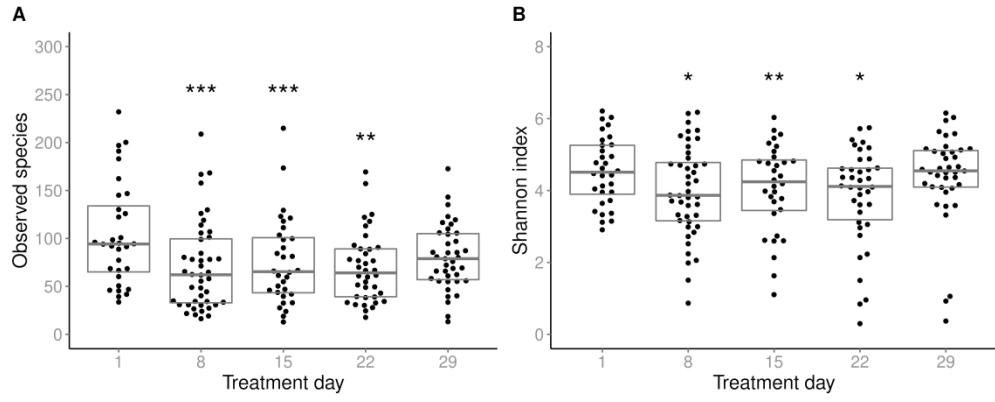 A
Observed species
300
250
200
150
100
50
0
*** *** **
1 8 15 22 29
Treatment day
B
Shannon index
8
6
4
2
0
* ** *
1 8 15 22 29
Treatment day